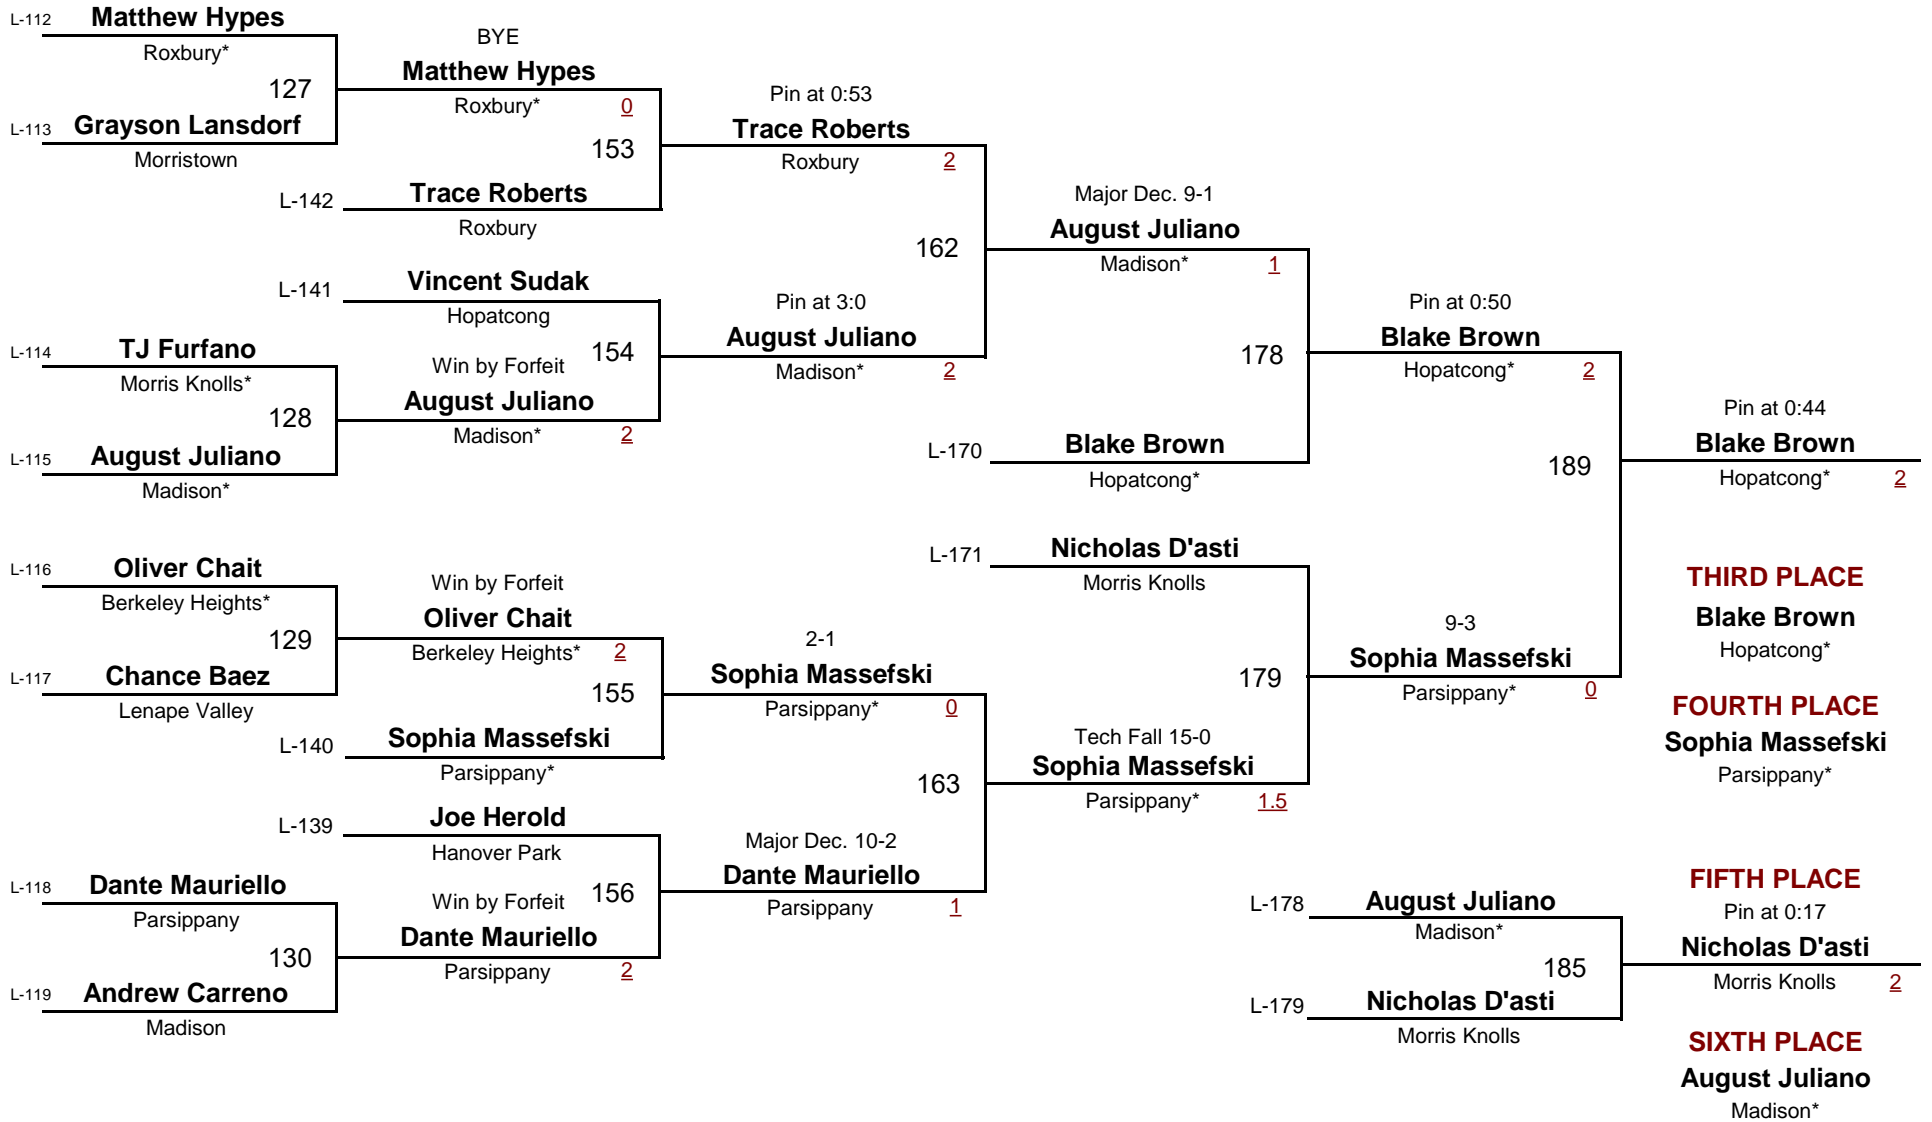 L-112 Matthew Hypes
Roxbury*
127
L-113 Grayson Lansdorf
Morristown
BYE
Matthew Hypes
Roxbury* 0
153
L-142 Trace Roberts
Roxbury
Pin at 0:53
Trace Roberts
Roxbury 2
162
L-141 Vincent Sudak
Hopatcong
154
L-114 TJ Furfano
Morris Knolls*
128
L-115 August Juliano
Madison*
Win by Forfeit
August Juliano
Madison* 2
Pin at 3:0
August Juliano
Madison* 2
Major Dec. 9-1
August Juliano
Madison* 1
178
L-170 Blake Brown
Hopatcong*
Pin at 0:50
Blake Brown
Hopatcong* 2
189
Pin at 0:44
Blake Brown
Hopatcong* 2
L-116 Oliver Chait
Berkeley Heights*
129
L-117 Chance Baez
Lenape Valley
Win by Forfeit
Oliver Chait
Berkeley Heights* 2
155
L-140 Sophia Massefski
Parsippany*
2-1
Sophia Massefski
Parsippany* 0
163
L-139 Joe Herold
Hanover Park
156
L-118 Dante Mauriello
Parsippany
130
L-119 Andrew Carreno
Madison
Win by Forfeit
Dante Mauriello
Parsippany 2
Major Dec. 10-2
Dante Mauriello
Parsippany 1
L-171 Nicholas D'asti
Morris Knolls
179
Tech Fall 15-0
Sophia Massefski
Parsippany* 1.5
9-3
Sophia Massefski
Parsippany* 0
THIRD PLACE
Blake Brown
Hopatcong*
FOURTH PLACE
Sophia Massefski
Parsippany*
L-178 August Juliano
Madison*
185
L-179 Nicholas D'asti
Morris Knolls
FIFTH PLACE
Pin at 0:17
Nicholas D'asti
Morris Knolls 2
SIXTH PLACE
August Juliano
Madison*